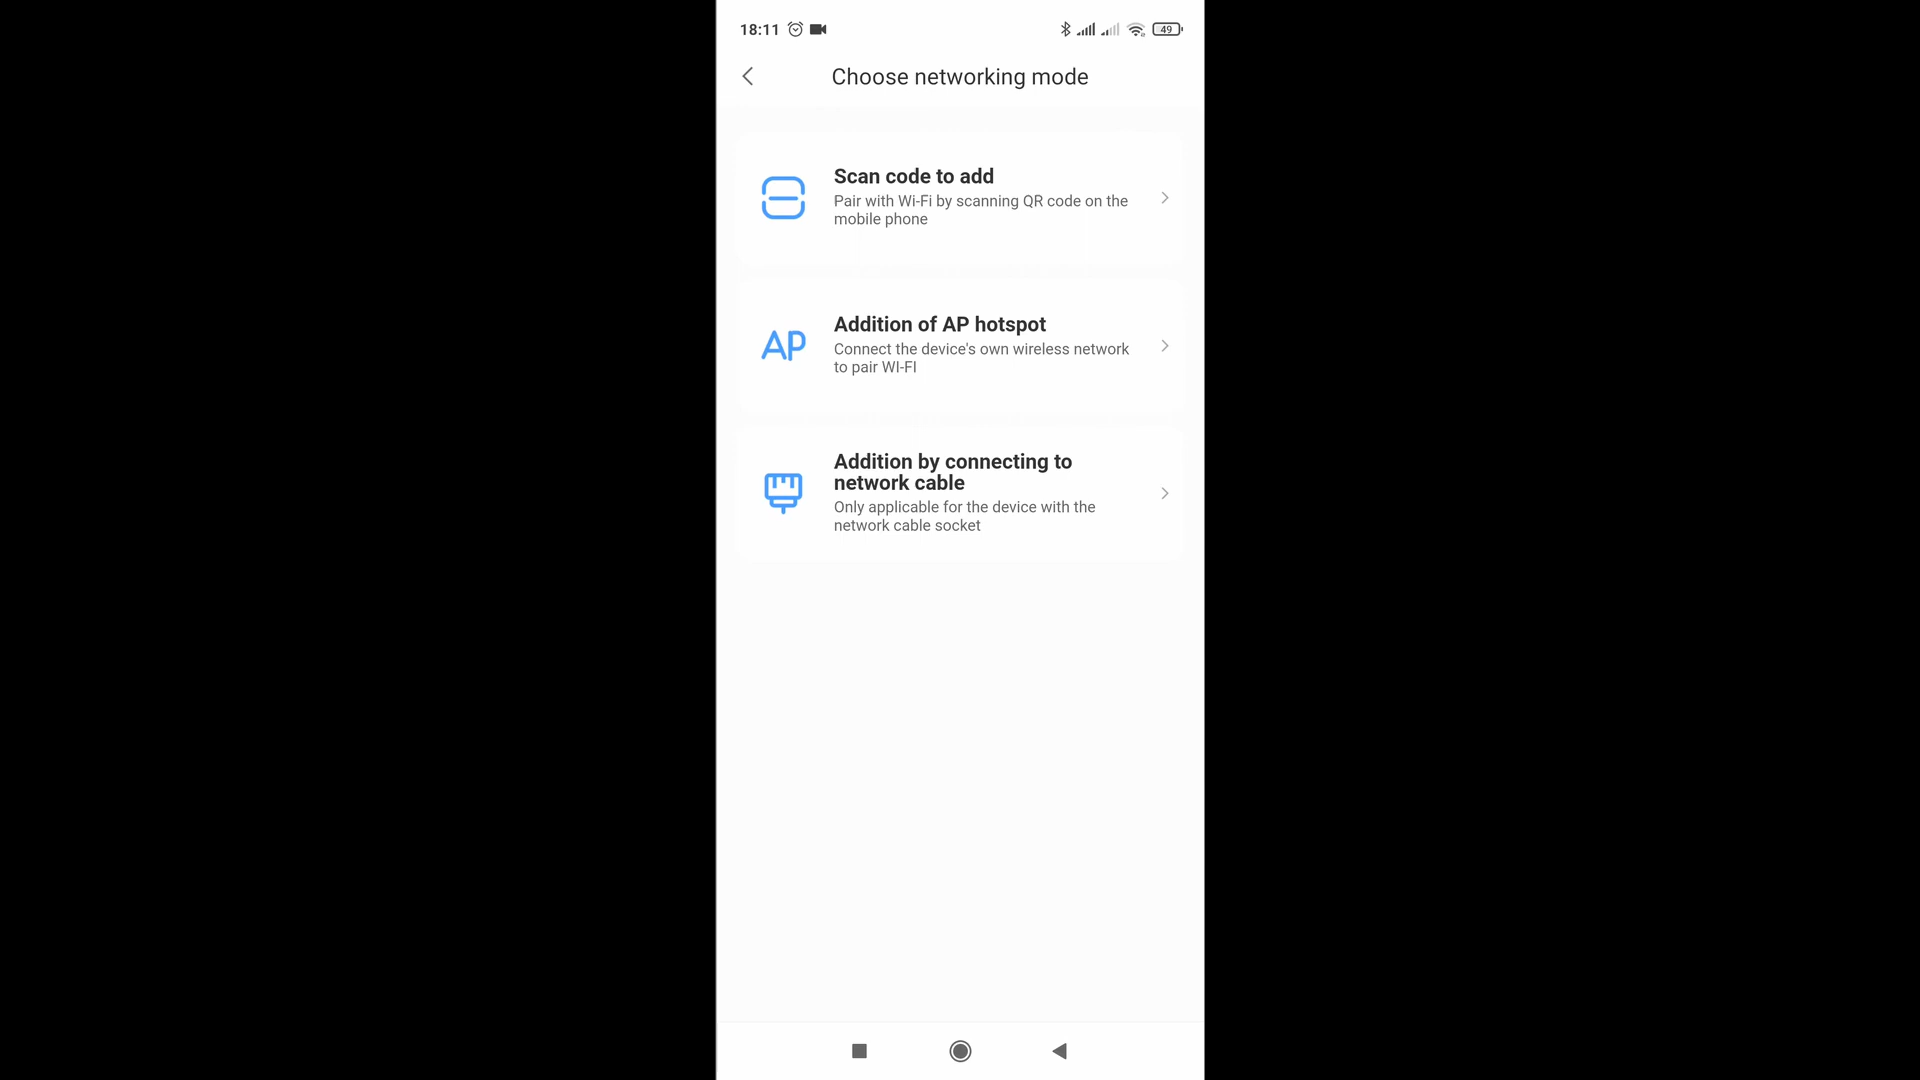 18:11
49
Choose networking mode
Scan code to add
Pair with Wi-Fi by scanning QR code on the
mobile phone
AP
Addition of AP hotspot
Connect the device's own wireless network
to pair WI-FI
Addition by connecting to
network cable
Only applicable for the device with the
network cable socket